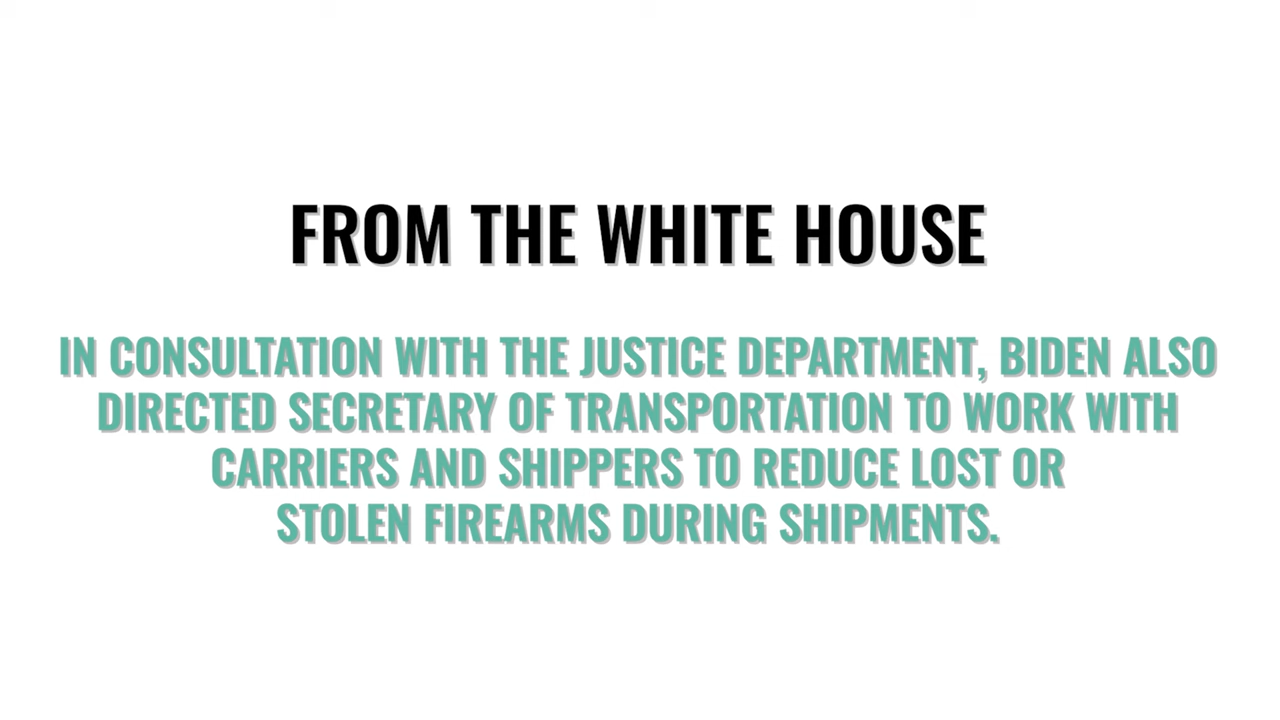 FROM THE WHITE HOUSE
IN CONSULTATION WITH THE JUSTICE DEPARTMENT, BIDEN ALSO
DIRECTED SECRETARY OF TRANSPORTATION TO WORK WITH
CARRIERS AND SHIPPERS TO REDUCE LOST OR
STOLEN FIREARMS DURING SHIPMENTS.